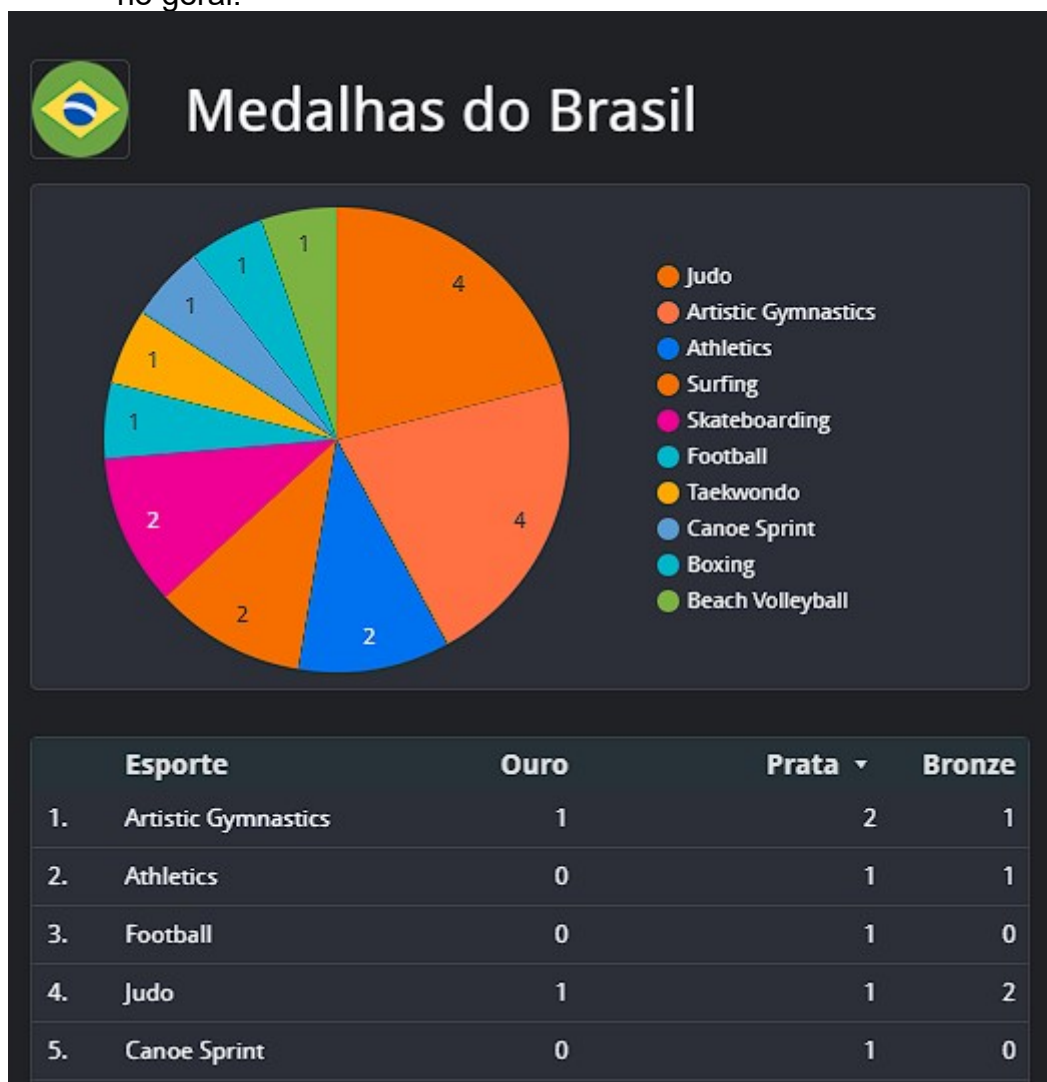 no geral.
Medalhas do Brasil
1
1
1
1
1
2
2
2
4
4
Judo
Artistic Gymnastics
Athletics
Surfing
Skateboarding
Football
Taekwondo
Canoe Sprint
Boxing
Beach Volleyball
Esporte Ouro Prata Bronze
1. Artistic Gymnastics 1 2 1
2. Athletics 0 1 1
3. Football 0 1 0
4. Judo 1 1 2
5. Canoe Sprint 0 1 0